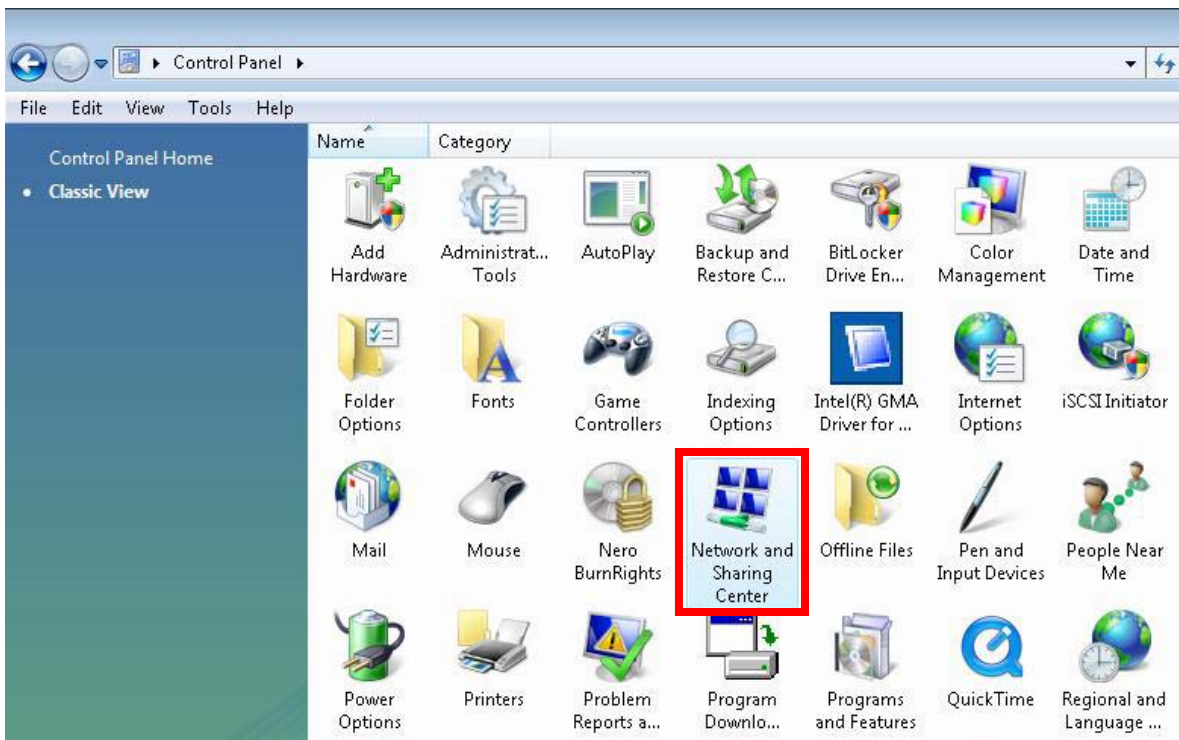 Control Panel
File Edit View Tools Help
Control Panel Home
Classic View
Name Category
Add Administrat... AutoPlay Backup and BitLocker Color Date and
Hardware Tools Restore C... Drive En... Management Time
Folder Fonts Game Indexing Intel(R) GMA Internet iSCSI Initiator
Options Controllers Options Driver for ... Options
Mail Mouse Nero Network and Offline Files Pen and People Near
BurnRights Sharing Input Devices Me
Center
Power Printers Problem Program Programs QuickTime Regional and
Options Reports a... Downlo... and Features Language ...